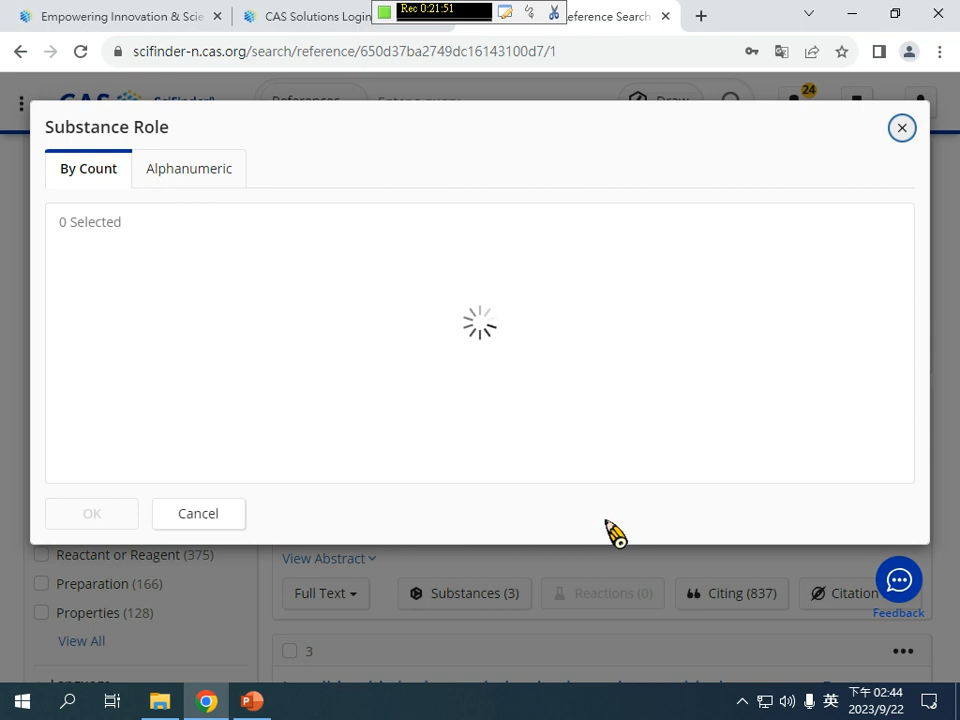 Empowering Innovation & Scie
CAS Solutions Login
Rec 0:21:51
eference Search
scifinder-n.cas.org/search/reference/650d37ba2749dc16143100d7/1
24
Substance Role
By Count
Alphanumeric
0 Selected
OK
Cancel
Reactant or Reagent (375)
Preparation (166)
Properties (128)
View All
View Abstract
Full Text
Substances (3)
Reactions (0)
Citing (837)
Citation
Feedback
3
英
下午 02:44
2023/9/22